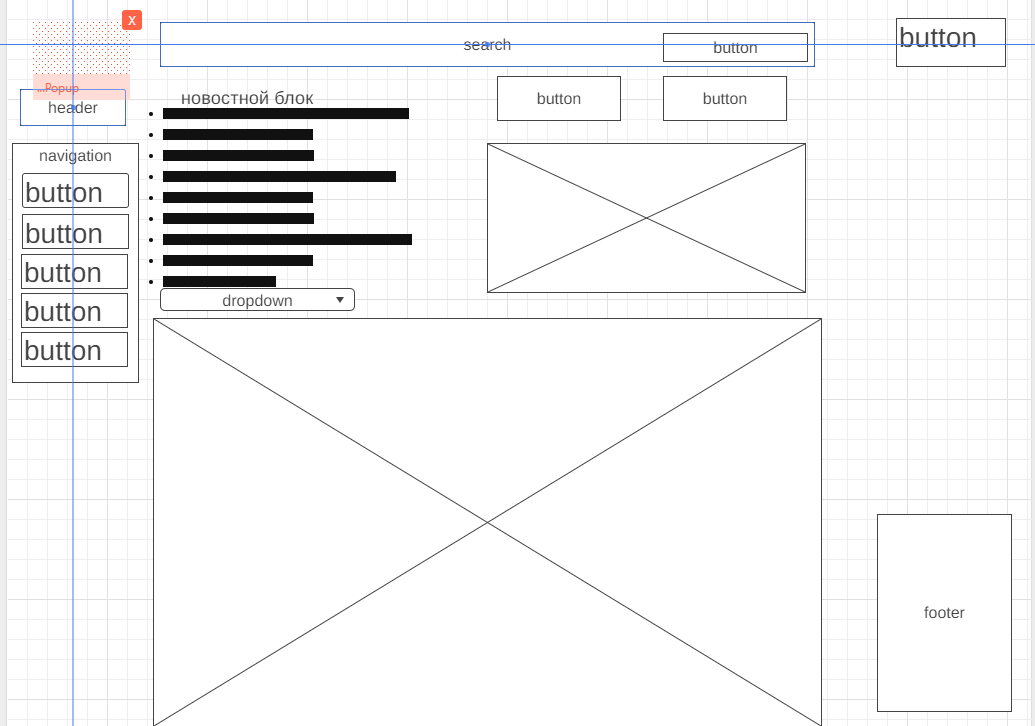 X
search
button
button
...Popup
header
новостной блок
button
button
navigation
button
button
button
button
button
dropdown
footer